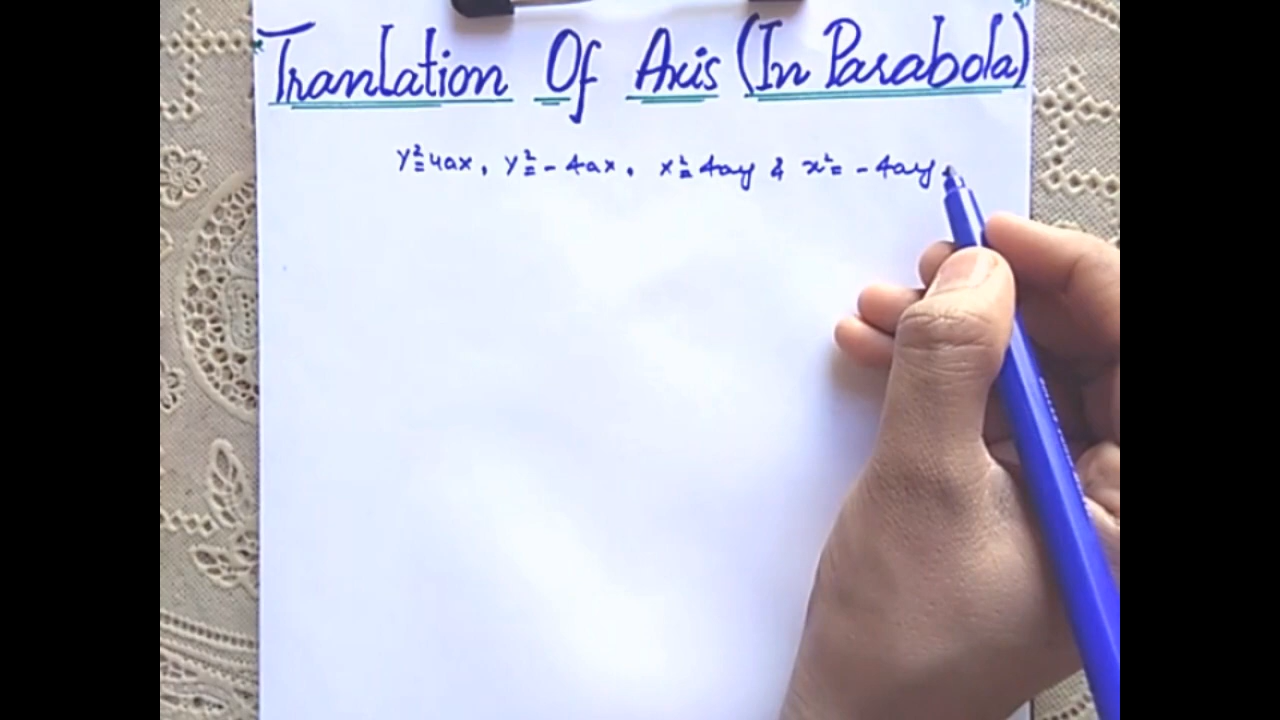 Tranlation Of Axis (In Parabola)
y²=4ax, y²=-4ax, x²=4ay & x²=-4ay